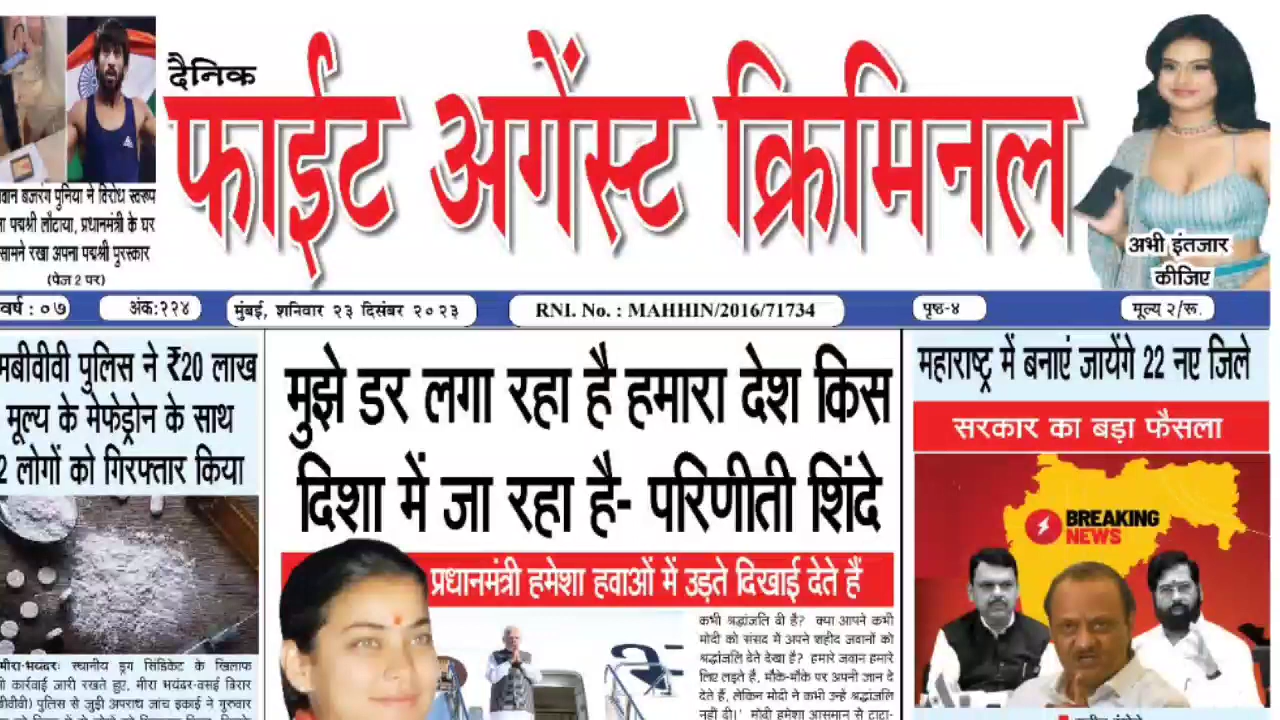 दैनिक
फाईट अगेंस्ट क्रिमिनल
बजरंग पुनिया ने विरोध स्वरूप
पद्मश्री लौटाया, प्रधानमंत्री के घर
सामने रखा अपना पद्मश्री पुरस्कार
(पेज 2 पर)
अभी इंतजार
कीजिए
वर्ष : ०७
अंक:२२४
मुंबई, शनिवार २३ दिसंबर २०२३
RNI. No. : MAHHIN/2016/71734
पृष्ठ-४
मूल्य २/रू.
मबीवीवी पुलिस ने ₹20 लाख
मूल्य के मेफेड्रोन के साथ
2 लोगों को गिरफ्तार किया
मीरा-भयंदर: स्थानीय ड्रग सिंडिकेट के खिलाफ
कार्रवाई जारी रखते हुए, मीरा भयंदर-वसई विरार
पुलिस से जुड़ी अपराध जांच इकाई ने गुरूवार
मुझे डर लगा रहा है हमारा देश किस
दिशा में जा रहा है- परिणीती शिंदे
प्रधानमंत्री हमेशा हवाओं में उड़ते दिखाई देते हैं
कभी श्रद्धांजलि दी है? क्या आपने कभी
मोदी को संसद में अपने शहीद जवानों को
श्रद्धांजलि देते देखा है? हमारे जवान हमारे
लिए लड़ते हैं, मौके-मौके पर अपनी जान दे
देते हैं, लेकिन मोदी ने कभी उन्हे श्रद्धांजलि
नहीं दी।' मोदी हमेशा आसमान से टाटा-
महाराष्ट्र में बनाएं जायेंगे 22 नए जिले
सरकार का बड़ा फैसला
BREAKING
NEWS